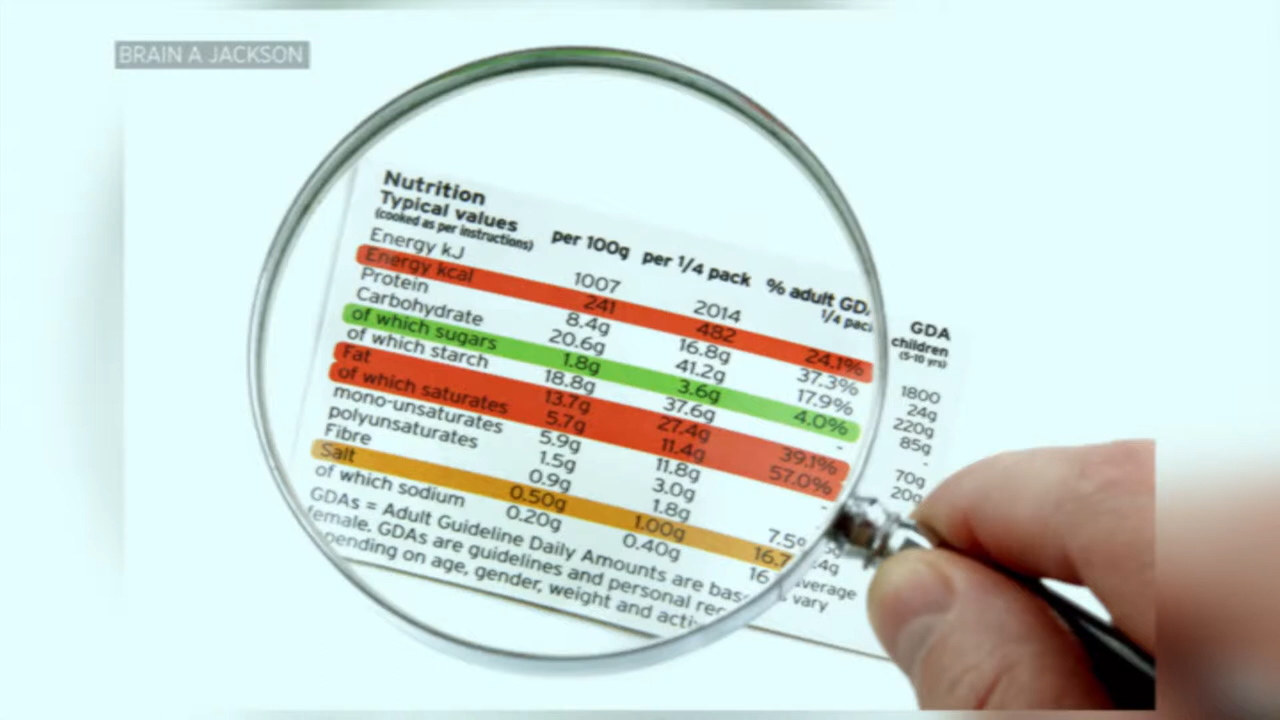 BRAIN A JACKSON
Nutrition
Typical values
(cooked as per instructions) per 100g per 1/4 pack % adult GD
1/4 pac
GDA
children
(5-10 yrs)
Energy kJ 1007 2014
Energy kcal 241 482 24.1% 1800
Protein 8.4g 16.8g 37.3% 24g
Carbohydrate 20.6g 41.2g 17.9% 220g
of which sugars 1.8g 3.6g 4.0% 85g
of which starch 18.8g 37.6g - -
Fat 13.7g 27.4g 39.1% 70g
of which saturates 5.7g 11.4g 57.0% 20g
mono-unsaturates 5.9g 11.8g -
polyunsaturates 1.5g 3.0g
Fibre 0.9g 1.8g 7.5
Salt 0.50g 1.00g 16.7
of which sodium 0.20g 0.40g 16
GDAs = Adult Guideline Daily Amounts are bas verage
female. GDAs are guidelines and personal re vary
pending on age, gender, weight and acti